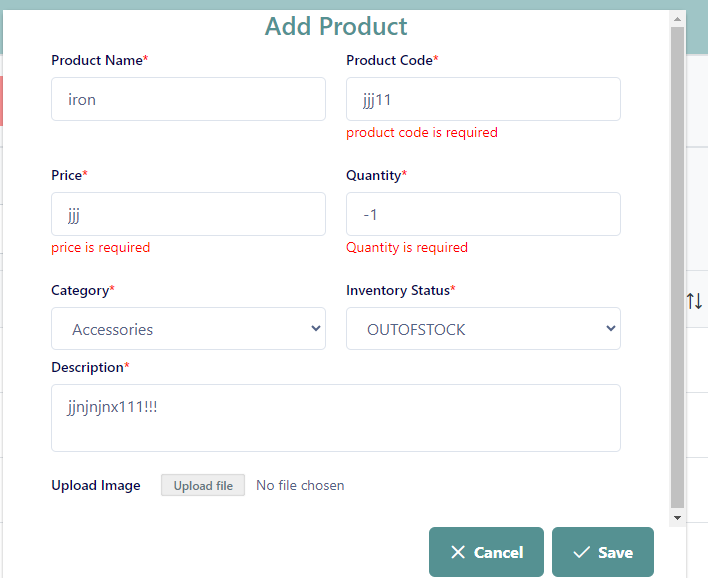 Add Product
Product Name* Product Code*
iron jjj11
product code is required
Price* Quantity*
jjj -1
price is required Quantity is required
Category* Inventory Status*
Accessories OUTOFSTOCK
Description*
jjnjnjnx111!!!
Upload Image Upload file No file chosen
Cancel Save